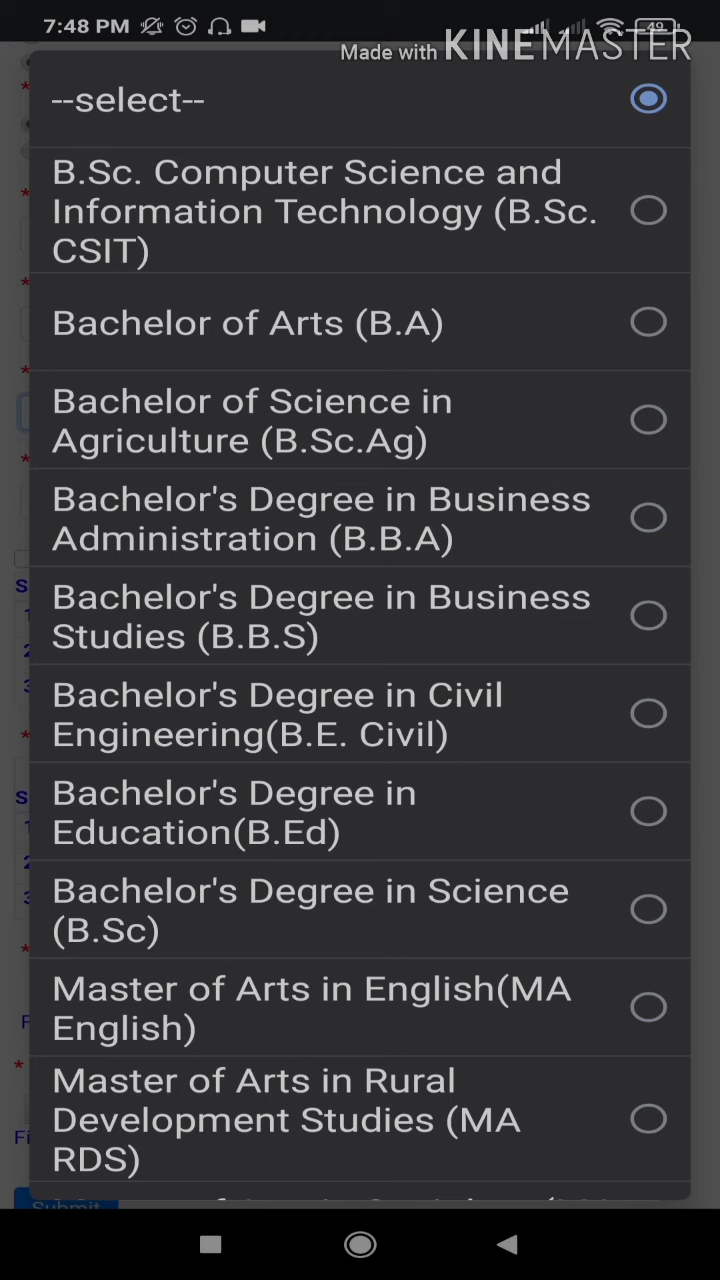 7:48 PM
49
Made with KINEMASTER
--select--
B.Sc. Computer Science and
Information Technology (B.Sc.
CSIT)
Bachelor of Arts (B.A)
Bachelor of Science in
Agriculture (B.Sc.Ag)
Bachelor's Degree in Business
Administration (B.B.A)
Bachelor's Degree in Business
Studies (B.B.S)
Bachelor's Degree in Civil
Engineering(B.E. Civil)
Bachelor's Degree in
Education(B.Ed)
Bachelor's Degree in Science
(B.Sc)
Master of Arts in English(MA
English)
Master of Arts in Rural
Development Studies (MA
RDS)
Submit